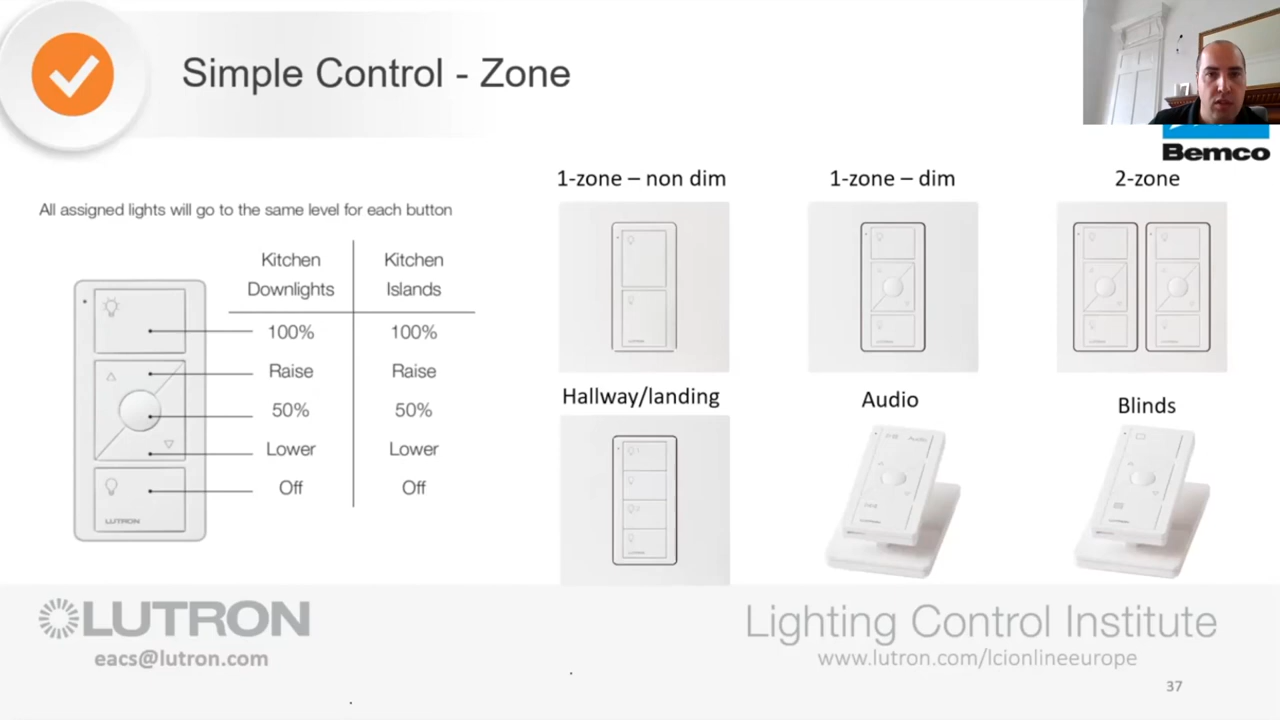 Simple Control - Zone
Bemco
All assigned lights will go to the same level for each button
Kitchen Downlights
Kitchen Islands
100% 100%
Raise Raise
50% 50%
Lower Lower
Off Off
LUTRON
1-zone – non dim
1-zone – dim
2-zone
Hallway/landing
Audio
Blinds
Audio
LUTRON
eacs@lutron.com
Lighting Control Institute
www.lutron.com/lcionlineeurope
37